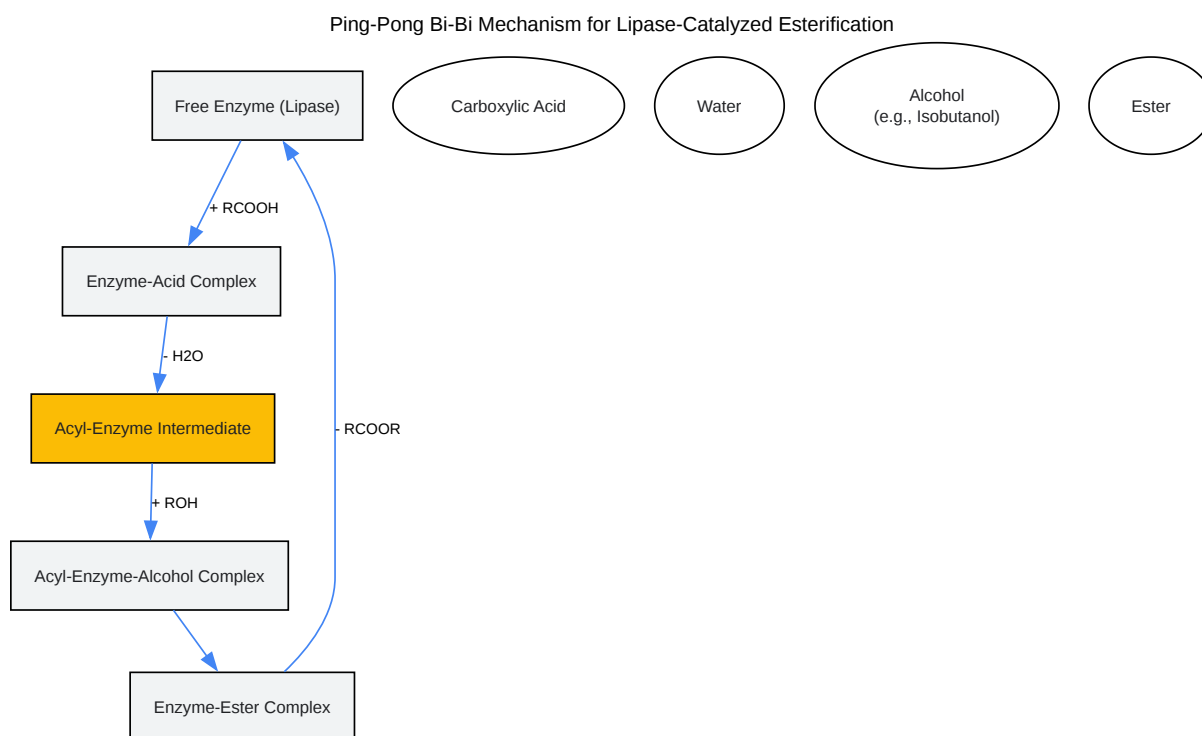 Ping-Pong Bi-Bi Mechanism for Lipase-Catalyzed Esterification
Free Enzyme (Lipase)
Carboxylic Acid
Water
Alcohol
(e.g., Isobutanol)
Ester
+ RCOOH
Enzyme-Acid Complex
- H2O
Acyl-Enzyme Intermediate
- RCOOR
+ ROH
Acyl-Enzyme-Alcohol Complex
Enzyme-Ester Complex